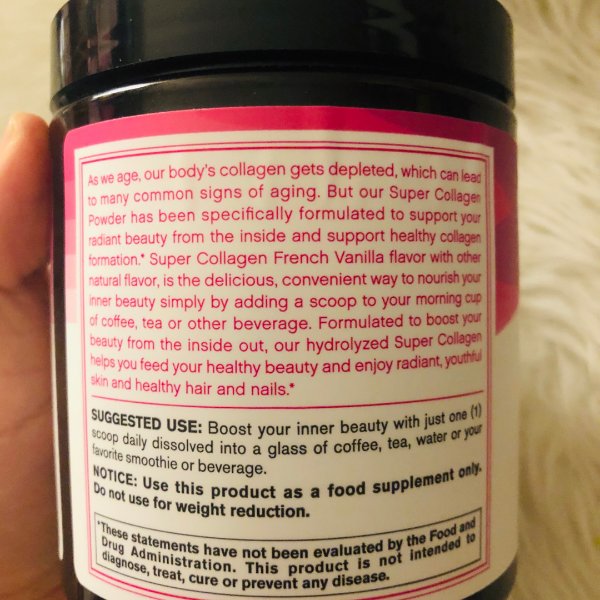 As we age, our body's collagen gets depleted, which can lead
to many common signs of aging. But our Super Collagen
Powder has been specifically formulated to support your
radiant beauty from the inside and support healthy collagen
formation.* Super Collagen French Vanilla flavor with other
natural flavor, is the delicious, convenient way to nourish your
inner beauty simply by adding a scoop to your morning cup
of coffee, tea or other beverage. Formulated to boost your
beauty from the inside out, our hydrolyzed Super Collagen
helps you feed your healthy beauty and enjoy radiant, youthful
skin and healthy hair and nails.*
SUGGESTED USE: Boost your inner beauty with just one (1)
scoop daily dissolved into a glass of coffee, tea, water or your
favorite smoothie or beverage.
NOTICE: Use this product as a food supplement only.
Do not use for weight reduction.
*These statements have not been evaluated by the Food and
Drug Administration. This product is not intended to
diagnose, treat, cure or prevent any disease.